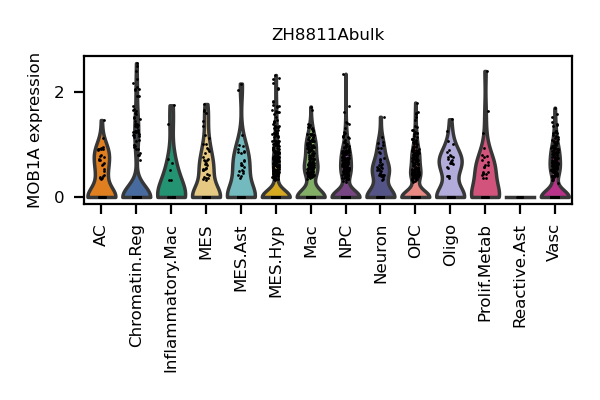 ZH8811Abulk
MOB1A expression
2
0
AC
Chromatin.Reg
Inflammatory.Mac
MES
MES.Ast
MES.Hyp
Mac
NPC
Neuron
OPC
Oligo
Prolif.Metab
Reactive.Ast
Vasc